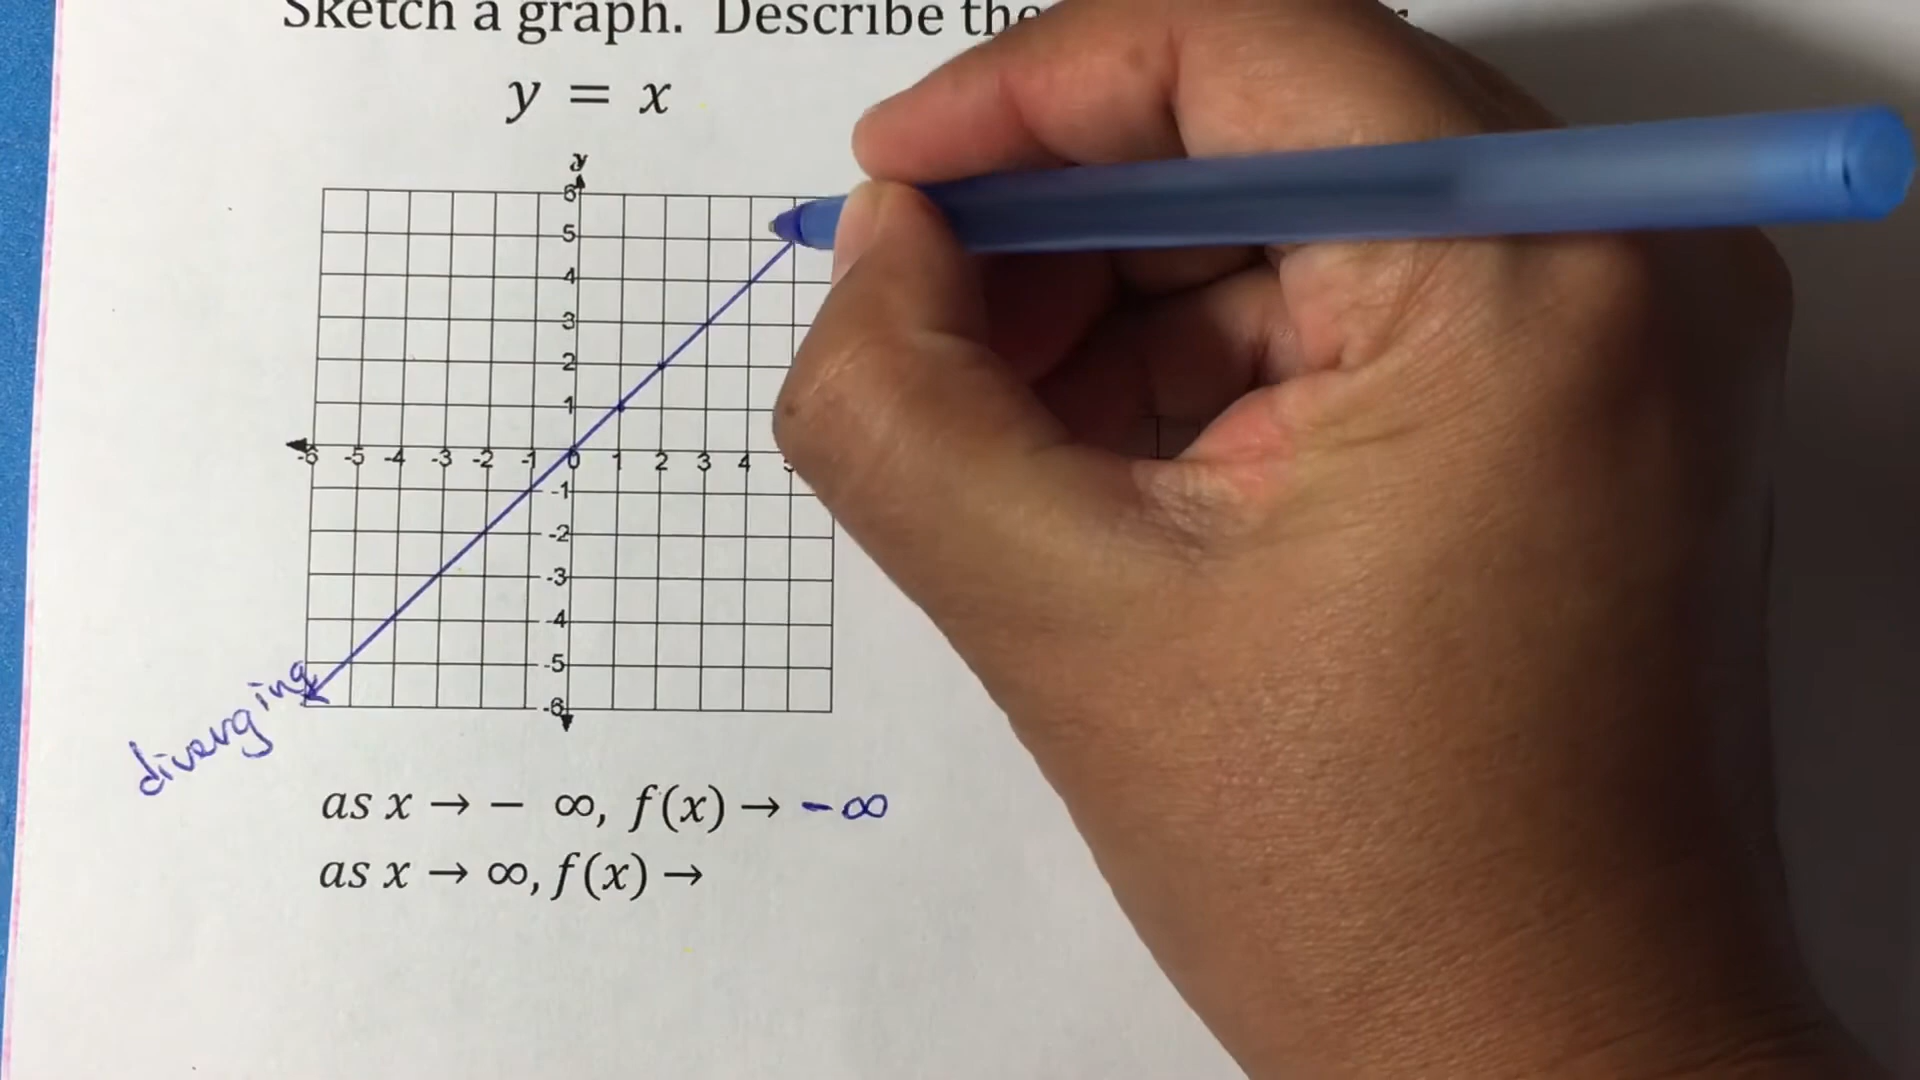 Sketch a graph. Describe the
y = x
y
6
5
4
3
2
1
-6 -5 -4 -3 -2 -1 0 1 2 3 4
-1
-2
-3
-4
-5
-6
diverging
as x → - ∞, f(x) → -∞
as x → ∞, f(x) →